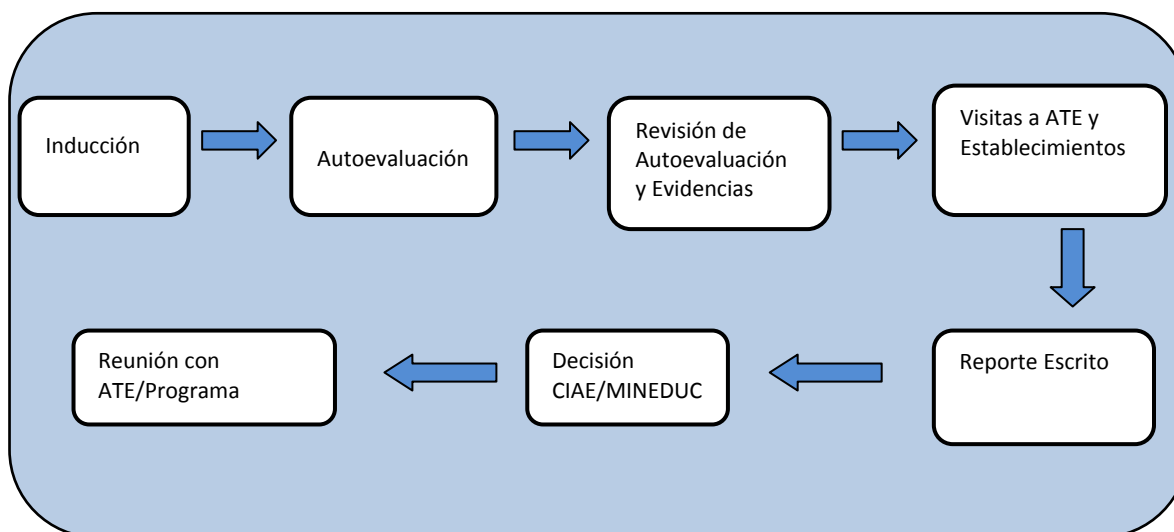 Inducción
Autoevaluación
Revisión de
Autoevaluación
y Evidencias
Visitas a ATE y
Establecimientos
Reporte Escrito
Decisión
CIAE/MINEDUC
Reunión con
ATE/Programa